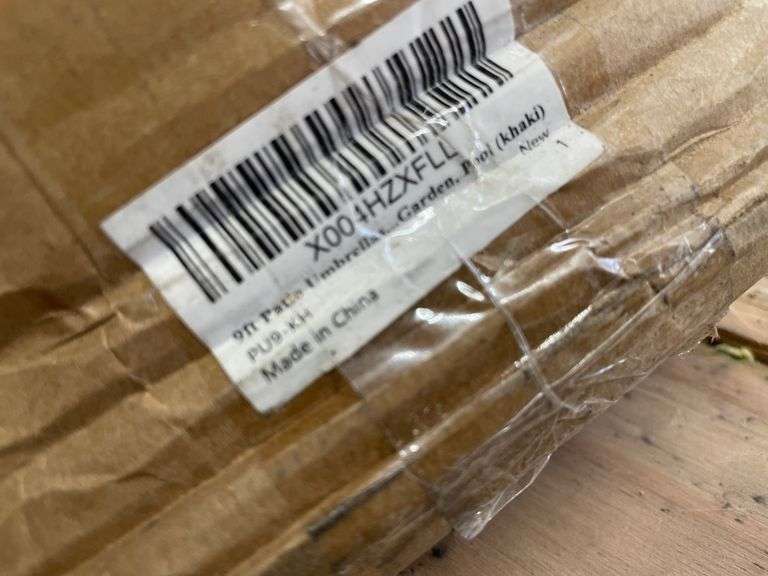 X004HZXFLL
9ft Patio Umbrella, Garden, Pool (khaki)
New
PU9-KH
Made in China